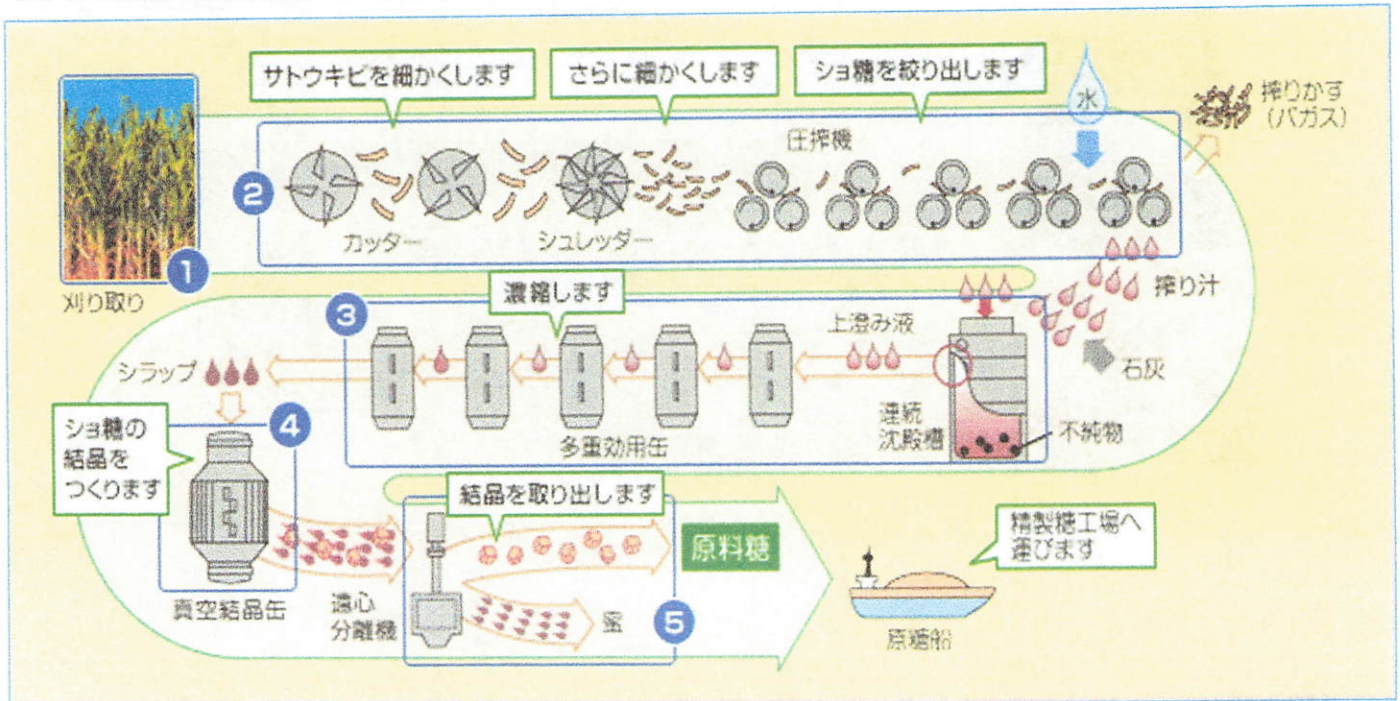 サトウキビを細かくします
さらに細かくします
ショ糖を絞り出します
水
搾りかす
(バガス)
圧搾機
2
カッター
シュレッダー
1
刈り取り
搾り汁
石灰
3
濃縮します
上澄み液
連続
沈殿槽
不純物
多重効用缶
シラップ
4
ショ糖の
結晶を
つくります
真空結晶缶
遠心
分離機
結晶を取り出します
蜜
5
原料糖
精製糖工場へ
運びます
原糖船